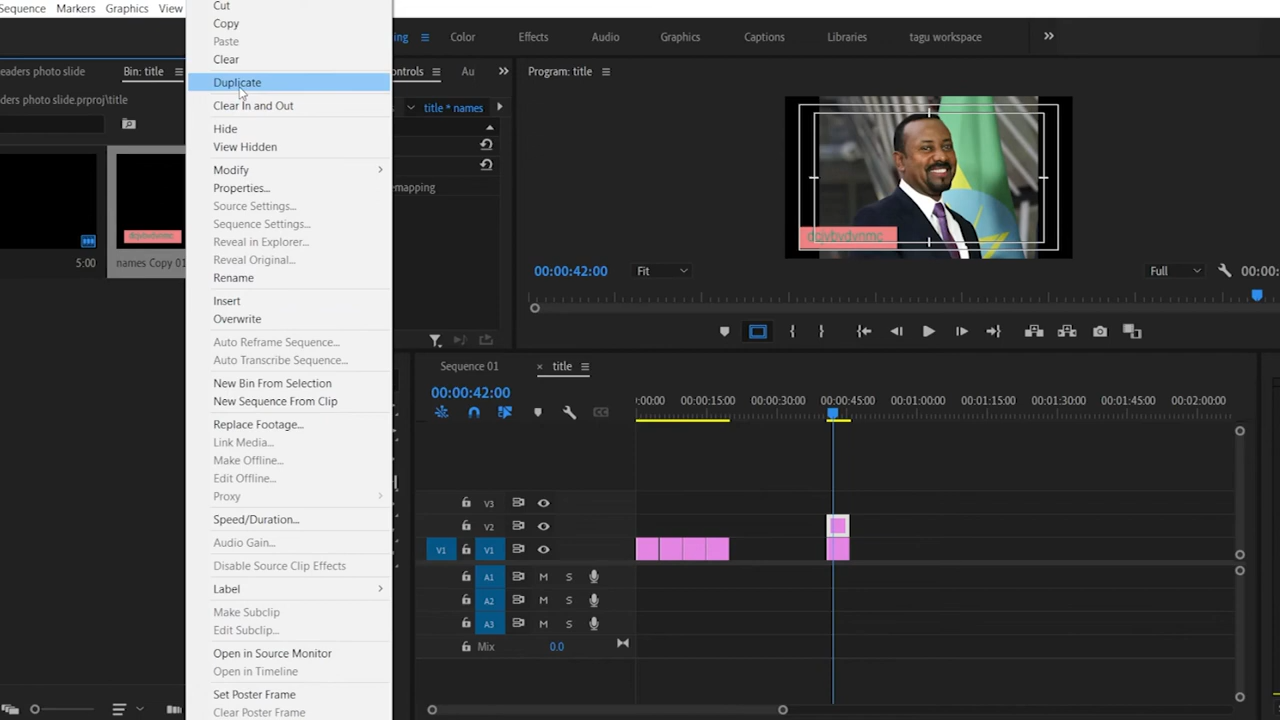 Sequence Markers Graphics View
Cut
Copy
Paste
Clear
Duplicate
Clear In and Out
Hide
View Hidden
Modify
Properties...
Source Settings...
Sequence Settings...
Reveal in Explorer...
Reveal Original...
Rename
Insert
Overwrite
Auto Reframe Sequence...
Auto Transcribe Sequence...
New Bin From Selection
New Sequence From Clip
Replace Footage...
Link Media...
Make Offline...
Edit Offline...
Proxy
Speed/Duration...
Audio Gain...
Disable Source Clip Effects
Label
Make Subclip
Edit Subclip...
Open in Source Monitor
Open in Timeline
Set Poster Frame
Clear Poster Frame
ing Color Effects Audio Graphics Captions Libraries tagu workspace
eaders photo slide Bin: title
ders photo slide.prproj\title
5:00 names Copy 01
ontrols Au
title * names
emapping
Program: title
00:00:42:00 Fit Full 00:00:
Sequence 01 title
00:00:42:00
:00:00 00:00:15:00 00:00:30:00 00:00:45:00 00:01:00:00 00:01:15:00 00:01:30:00 00:01:45:00 00:02:00:00
V3
V2
V1 V1
A1 M S
A2 M S
A3 M S
Mix 0.0